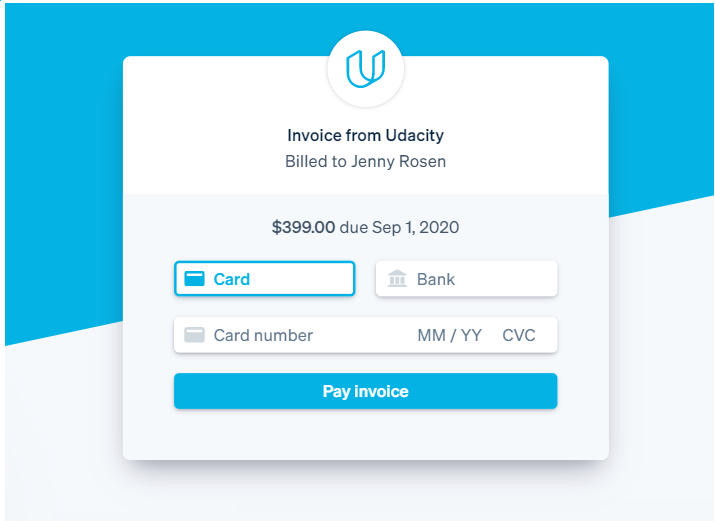 Invoice from Udacity
Billed to Jenny Rosen
$399.00 due Sep 1, 2020
Card
Bank
Card number MM / YY CVC
Pay invoice